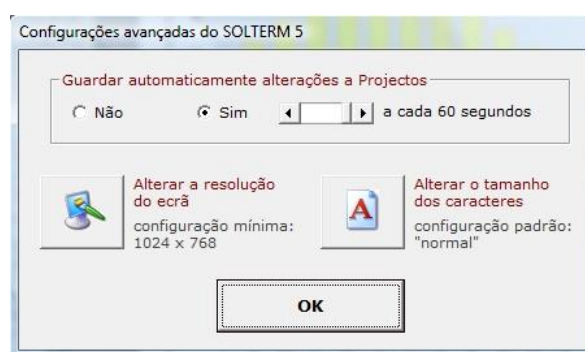 Configurações avançadas do SOLTERM 5
Guardar automaticamente alterações a Projectos
Não Sim a cada 60 segundos
Alterar a resolução
do ecrã
configuração mínima:
1024 x 768
A
Alterar o tamanho
dos caracteres
configuração padrão:
"normal"
OK